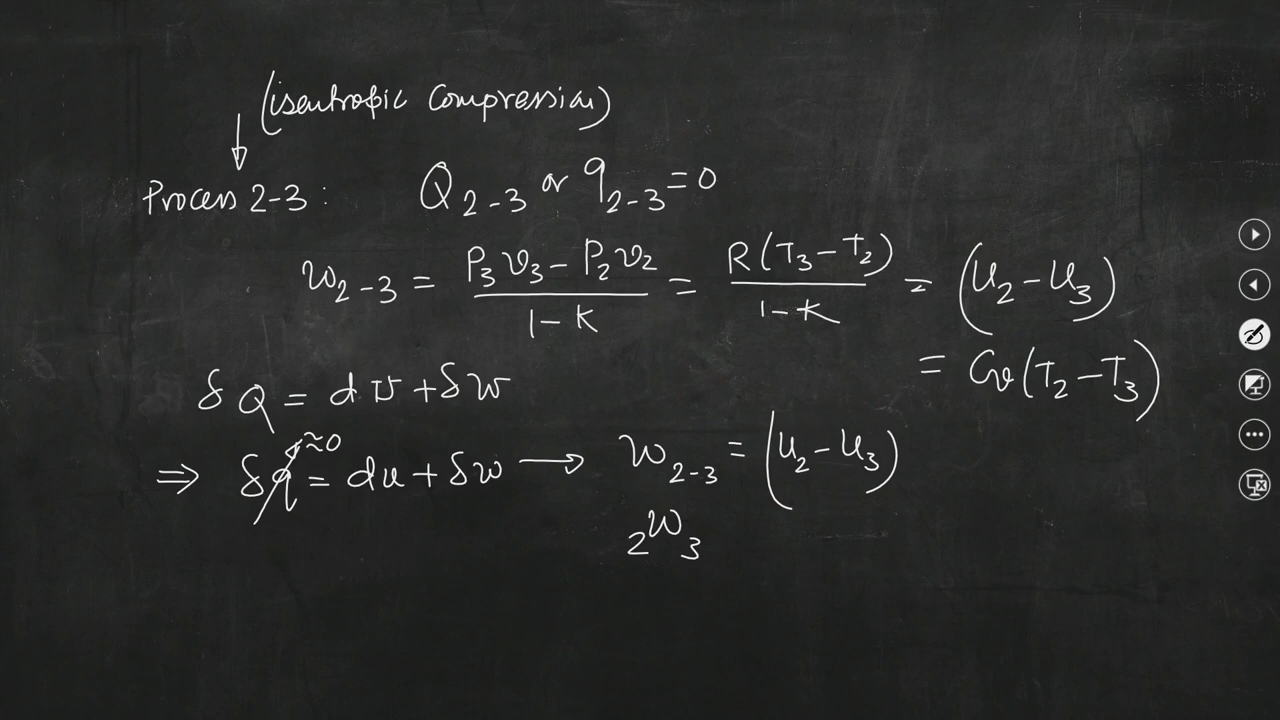 (isentropic Compression)
Process 2-3 : Q₂₋₃ or q₂₋₃ = 0
w₂₋₃ = (P₃v₃ - P₂v₂)/(1-K) = R(T₃-T₂)/(1-K) = (u₂-u₃)
= Cv(T₂-T₃)
δQ = dU + δW
⇒ δq ≈0 = du + δw → w₂₋₃ = (u₂-u₃)
₂w₃